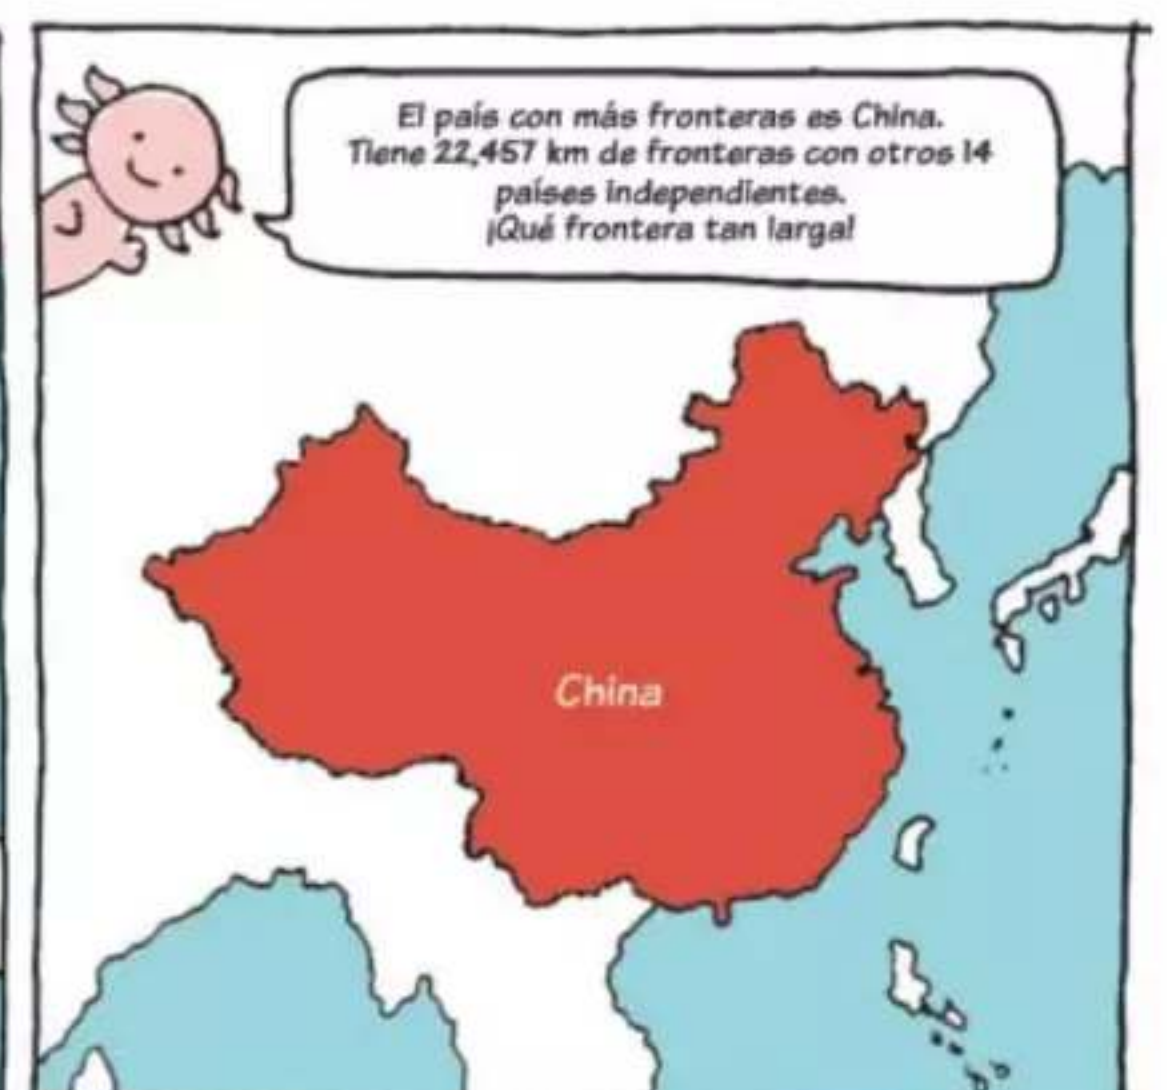 El país con más fronteras es China.
Tiene 22,457 km de fronteras con otros 14
países independientes.
¡Qué frontera tan larga!
China